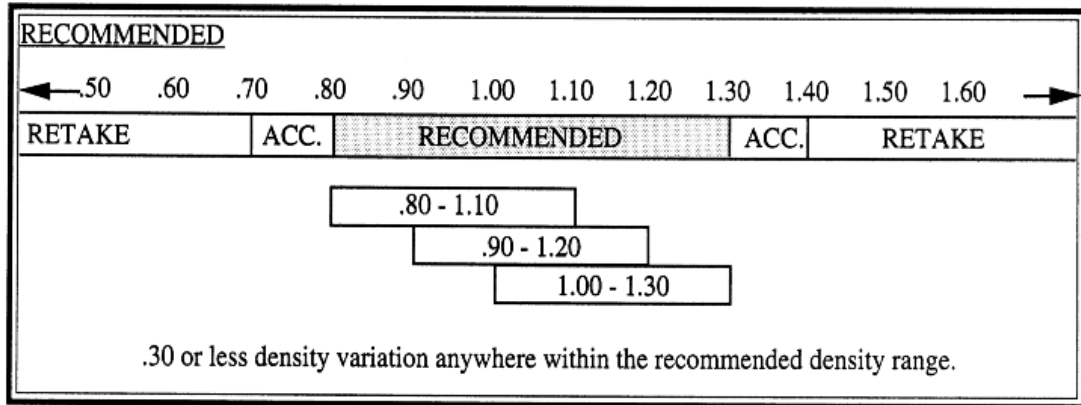 RECOMMENDED
.50 .60 .70 .80 .90 1.00 1.10 1.20 1.30 1.40 1.50 1.60
RETAKE ACC. RECOMMENDED ACC. RETAKE
.80 - 1.10
.90 - 1.20
1.00 - 1.30
.30 or less density variation anywhere within the recommended density range.